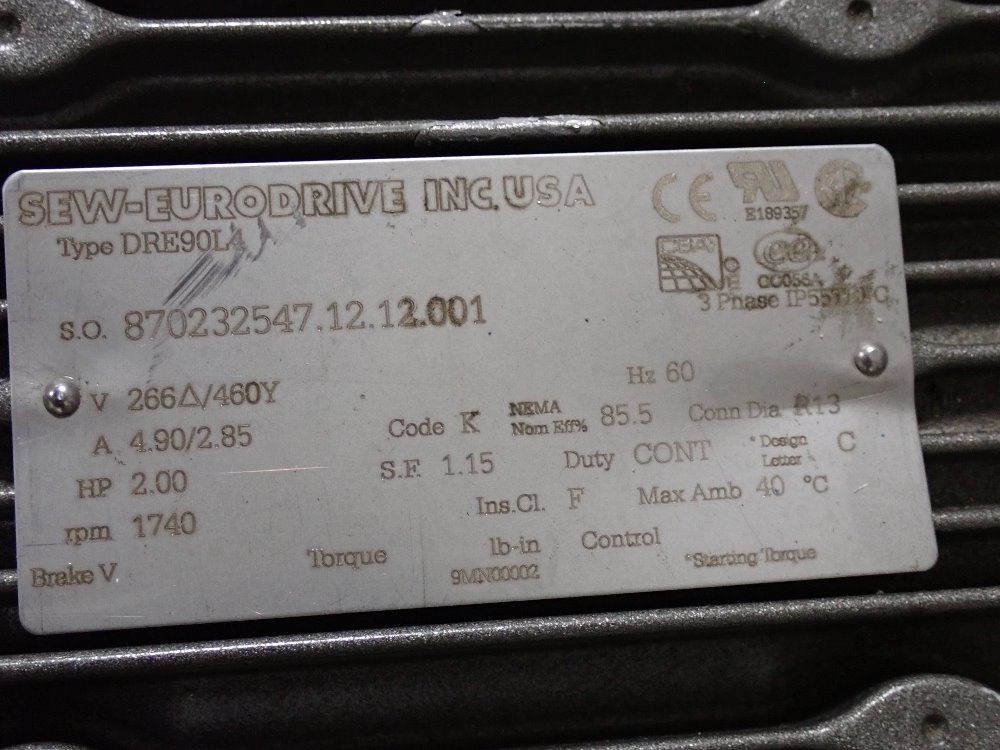 SEW-EURODRIVE INC. USA
CE
E189357
Type DRE90L4
CC056A
3 Phase IP55
S.O. 870232547.12.12.001
V 266Δ/460Y Hz 60
A 4.90/2.85 Code K NEMA Nom Eff% 85.5 Conn Dia R13
HP 2.00 S.F. 1.15 Duty CONT *Design Letter C
rpm 1740 Ins.Cl. F Max Amb 40 °C
Brake V Torque lb-in Control
9MN00002 *Starting Torque